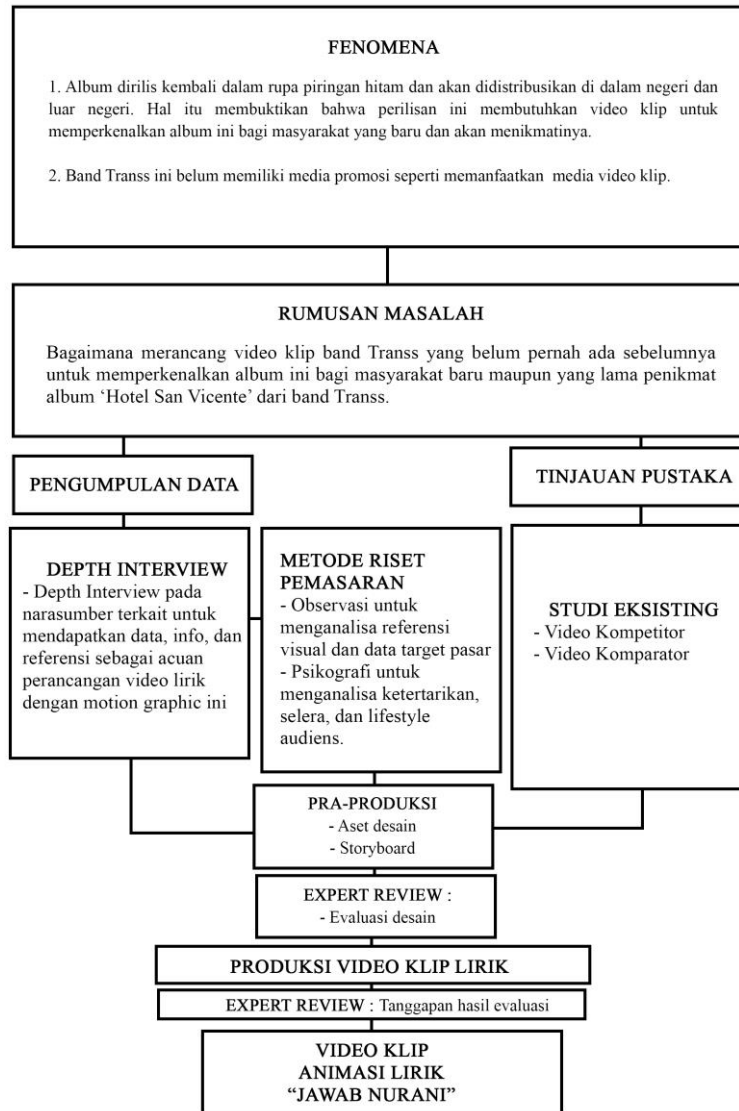 FENOMENA
1. Album dirilis kembali dalam rupa piringan hitam dan akan didistribusikan di dalam negeri dan
luar negeri. Hal itu membuktikan bahwa perilisan ini membutuhkan video klip untuk
memperkenalkan album ini bagi masyarakat yang baru dan akan menikmatinya.
2. Band Transs ini belum memiliki media promosi seperti memanfaatkan media video klip.
RUMUSAN MASALAH
Bagaimana merancang video klip band Transs yang belum pernah ada sebelumnya
untuk memperkenalkan album ini bagi masyarakat baru maupun yang lama penikmat
album ‘Hotel San Vicente’ dari band Transs.
PENGUMPULAN DATA
TINJAUAN PUSTAKA
DEPTH INTERVIEW
- Depth Interview pada
narasumber terkait untuk
mendapatkan data, info, dan
referensi sebagai acuan
perancangan video lirik
dengan motion graphic ini
METODE RISET
PEMASARAN
- Observasi untuk
menganalisa referensi
visual dan data target pasar
- Psikografi untuk
menganalisa ketertarikan,
selera, dan lifestyle
audiens.
STUDI EKSISTING
- Video Kompetitor
- Video Komparator
PRA-PRODUKSI
- Aset desain
- Storyboard
EXPERT REVIEW :
- Evaluasi desain
PRODUKSI VIDEO KLIP LIRIK
EXPERT REVIEW : Tanggapan hasil evaluasi
VIDEO KLIP
ANIMASI LIRIK
“JAWAB NURANI”